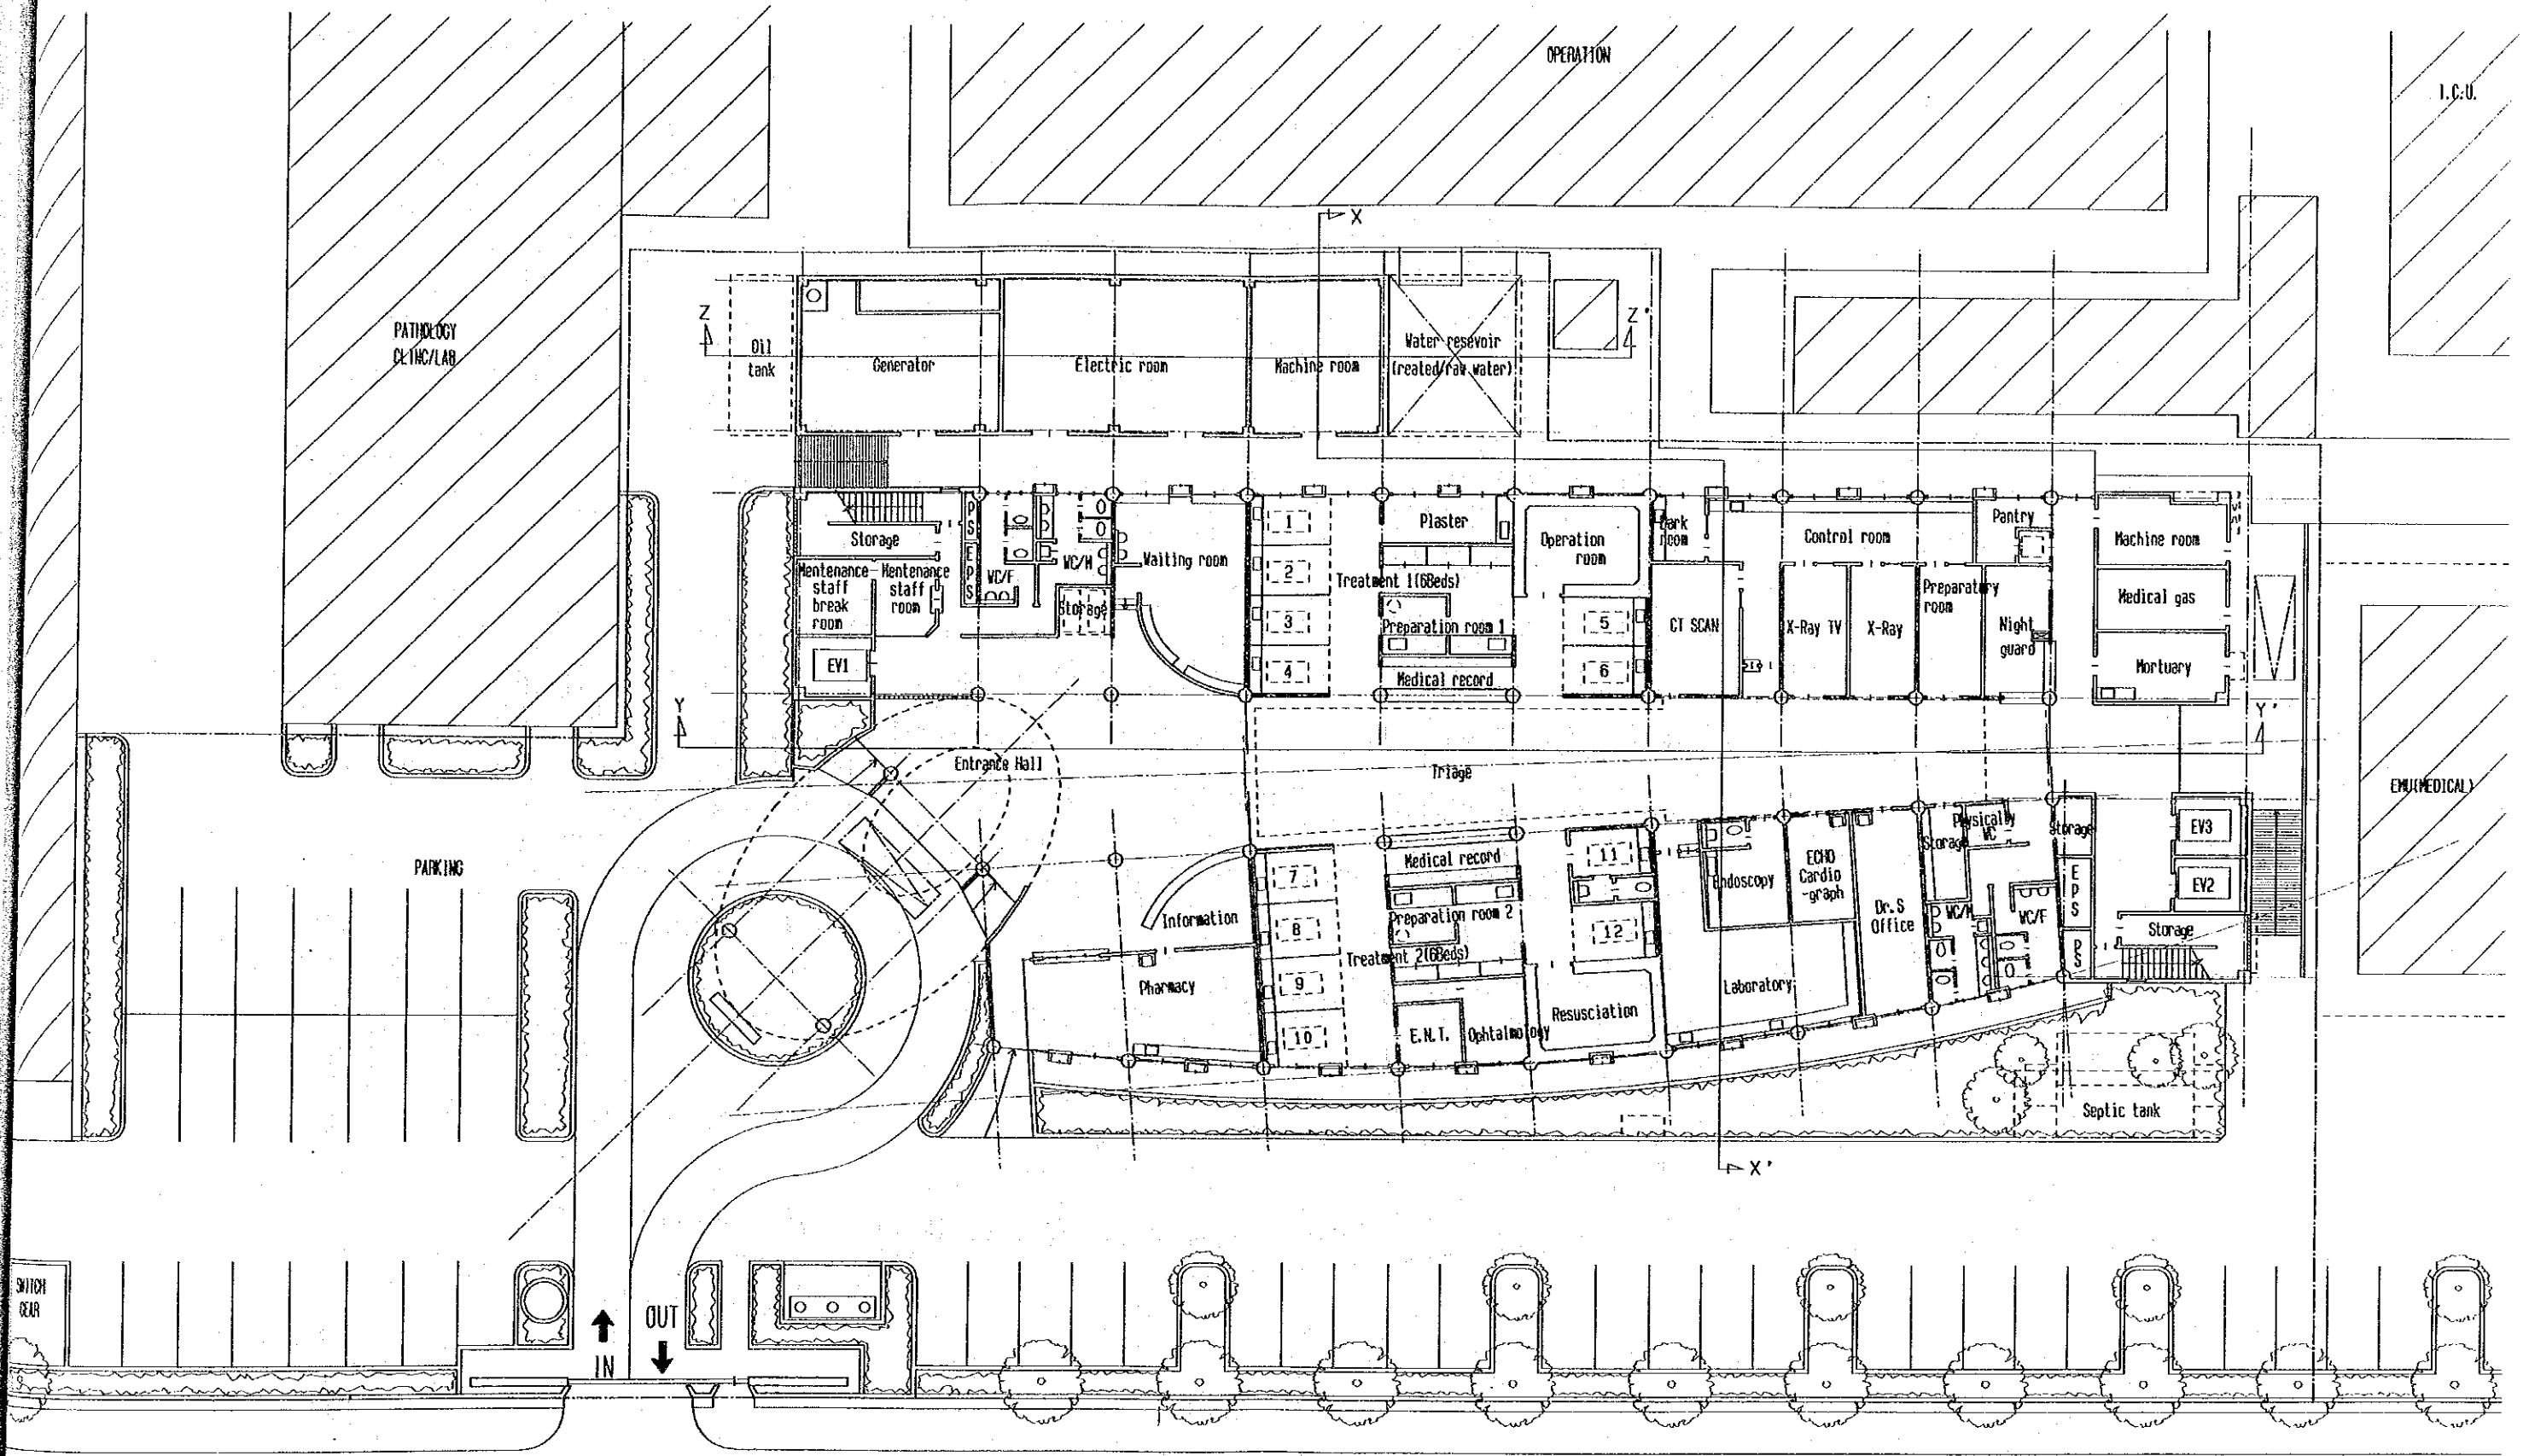 OPERATION
I.C.U.
X
PATHOLOGY
CLINC/LAB
Z
Z'
Oil
tank
Generator
Electric room
Machine room
Water resevoir
(reated/raw water)
PS
EPS
WC/F
WC/M
Storage
Storage
Mentenance
staff
break
room
Mentenance
staff
room
EV1
Waiting room
1
2
3
4
Treatment 1(6Beds)
Plaster
Preparation room 1
Medical record
Operation
room
5
6
Dark
room
CT SCAN
Control room
X-Ray TV
X-Ray
Preparatory
room
Pantry
Night
guard
Machine room
Medical gas
Mortuary
Y
Y'
Entrance Hall
Triage
EMU(MEDICAL)
PARKING
Information
Pharmacy
7
8
9
10
Medical record
Preparation room 2
Treatment 2(6Beds)
E.N.T.
Ophtalmology
11
12
Resusciation
Endoscopy
ECHO
Cardio
-graph
Laboratory
Dr.S
Office
Storage
Physically
WC
WC/M
WC/F
Storage
EPS
PS
EV3
EV2
Storage
Septic tank
X'
SWITCH
GEAR
OUT
IN